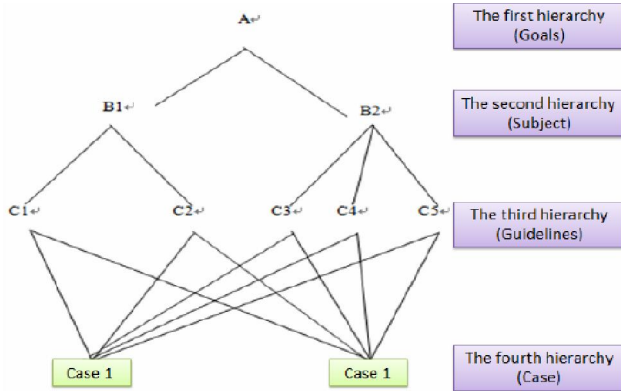 A
The first hierarchy
(Goals)
B1
B2
The second hierarchy
(Subject)
C1
C2
C3
C4
C5
The third hierarchy
(Guidelines)
Case 1
Case 1
The fourth hierarchy
(Case)